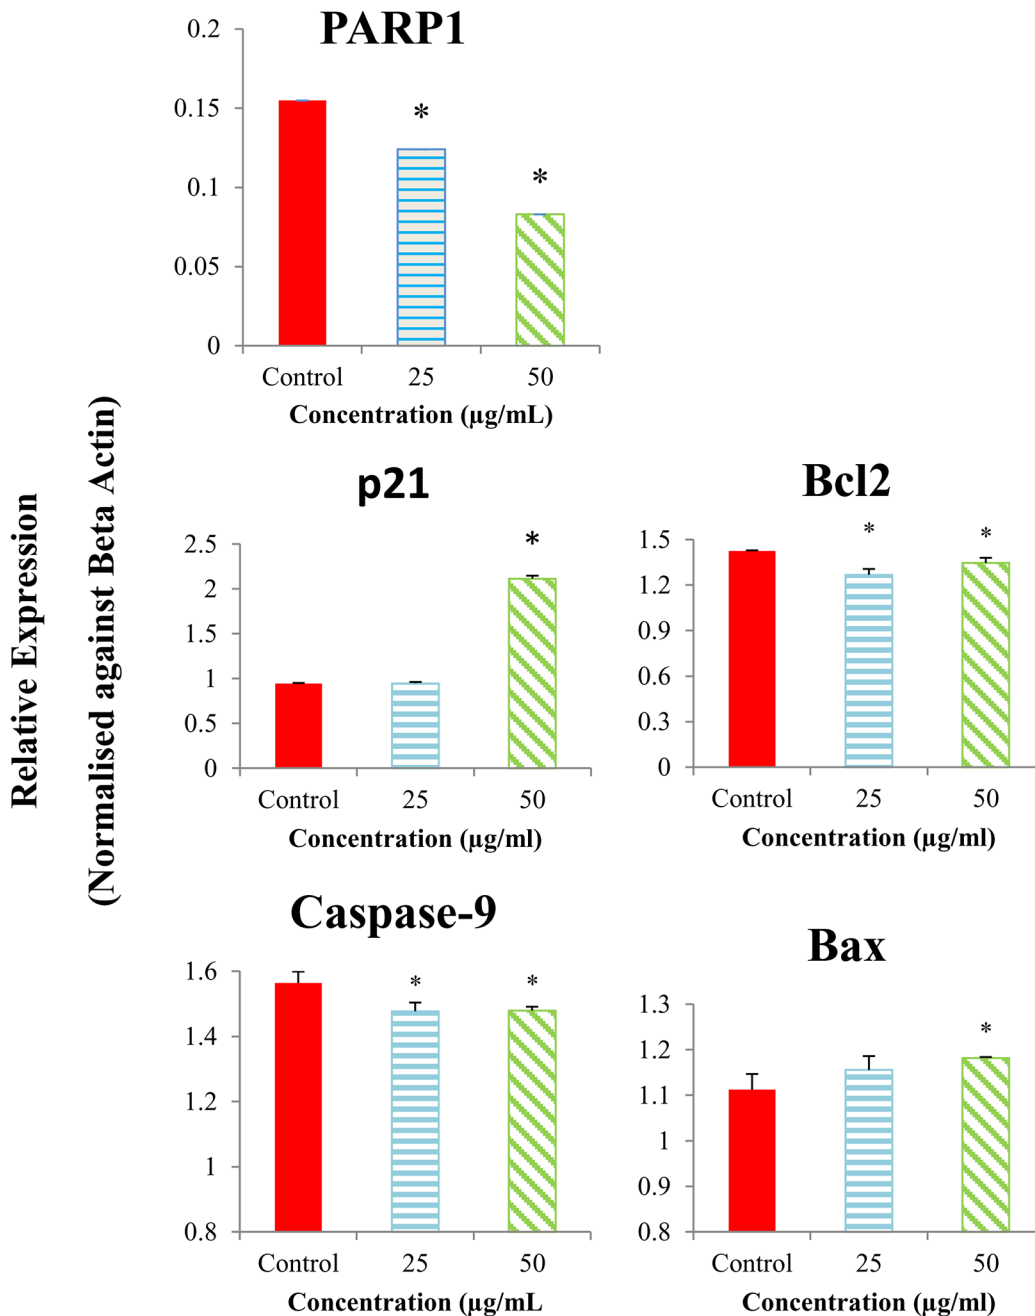 PARP1
0.2
0.15
0.1
0.05
0
*
*
Control 25 50
Concentration (µg/mL)
Relative Expression
(Normalised against Beta Actin)
p21
2.5
2
1.5
1
0.5
0
*
Control 25 50
Concentration (µg/ml)
Bcl2
1.5
1.2
0.9
0.6
0.3
0
*
*
Control 25 50
Concentration (µg/ml)
Caspase-9
1.6
1.4
1.2
1
0.8
*
*
Control 25 50
Concentration (µg/mL
Bax
1.3
1.2
1.1
1
0.9
0.8
*
Control 25 50
Concentration (µg/ml)